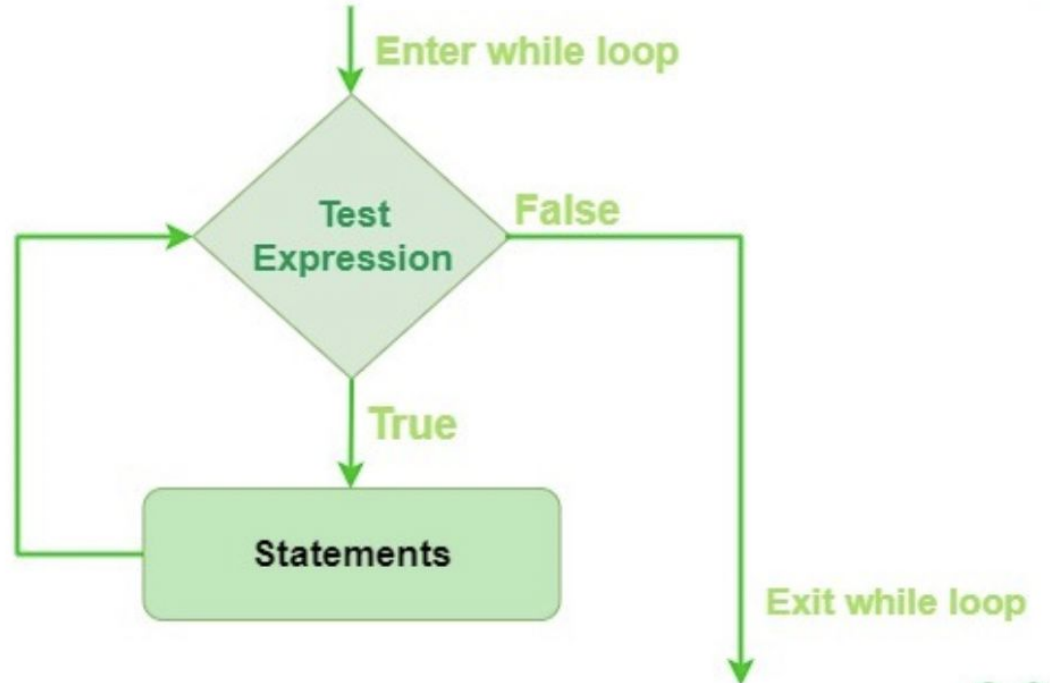 Enter while loop
Test
Expression
False
True
Statements
Exit while loop